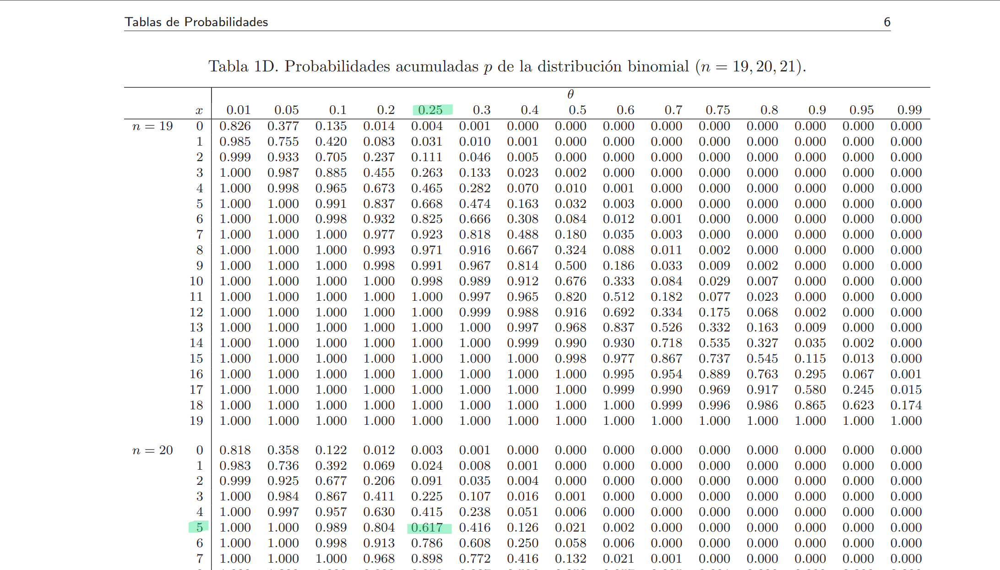 Tablas de Probabilidades 6
Tabla 1D. Probabilidades acumuladas p de la distribución binomial (n = 19, 20, 21).
θ
x 0.01 0.05 0.1 0.2 0.25 0.3 0.4 0.5 0.6 0.7 0.75 0.8 0.9 0.95 0.99
n = 19 0 0.826 0.377 0.135 0.014 0.004 0.001 0.000 0.000 0.000 0.000 0.000 0.000 0.000 0.000 0.000
1 0.985 0.755 0.420 0.083 0.031 0.010 0.001 0.000 0.000 0.000 0.000 0.000 0.000 0.000 0.000
2 0.999 0.933 0.705 0.237 0.111 0.046 0.005 0.000 0.000 0.000 0.000 0.000 0.000 0.000 0.000
3 1.000 0.987 0.885 0.455 0.263 0.133 0.023 0.002 0.000 0.000 0.000 0.000 0.000 0.000 0.000
4 1.000 0.998 0.965 0.673 0.465 0.282 0.070 0.010 0.001 0.000 0.000 0.000 0.000 0.000 0.000
5 1.000 1.000 0.991 0.837 0.668 0.474 0.163 0.032 0.003 0.000 0.000 0.000 0.000 0.000 0.000
6 1.000 1.000 0.998 0.932 0.825 0.666 0.308 0.084 0.012 0.001 0.000 0.000 0.000 0.000 0.000
7 1.000 1.000 1.000 0.977 0.923 0.818 0.488 0.180 0.035 0.003 0.000 0.000 0.000 0.000 0.000
8 1.000 1.000 1.000 0.993 0.971 0.916 0.667 0.324 0.088 0.011 0.002 0.000 0.000 0.000 0.000
9 1.000 1.000 1.000 0.998 0.991 0.967 0.814 0.500 0.186 0.033 0.009 0.002 0.000 0.000 0.000
10 1.000 1.000 1.000 1.000 0.998 0.989 0.912 0.676 0.333 0.084 0.029 0.007 0.000 0.000 0.000
11 1.000 1.000 1.000 1.000 1.000 0.997 0.965 0.820 0.512 0.182 0.077 0.023 0.000 0.000 0.000
12 1.000 1.000 1.000 1.000 1.000 0.999 0.988 0.916 0.692 0.334 0.175 0.068 0.002 0.000 0.000
13 1.000 1.000 1.000 1.000 1.000 1.000 0.997 0.968 0.837 0.526 0.332 0.163 0.009 0.000 0.000
14 1.000 1.000 1.000 1.000 1.000 1.000 0.999 0.990 0.930 0.718 0.535 0.327 0.035 0.002 0.000
15 1.000 1.000 1.000 1.000 1.000 1.000 1.000 0.998 0.977 0.867 0.737 0.545 0.115 0.013 0.000
16 1.000 1.000 1.000 1.000 1.000 1.000 1.000 1.000 0.995 0.954 0.889 0.763 0.295 0.067 0.001
17 1.000 1.000 1.000 1.000 1.000 1.000 1.000 1.000 0.999 0.990 0.969 0.917 0.580 0.245 0.015
18 1.000 1.000 1.000 1.000 1.000 1.000 1.000 1.000 1.000 0.999 0.996 0.986 0.865 0.623 0.174
19 1.000 1.000 1.000 1.000 1.000 1.000 1.000 1.000 1.000 1.000 1.000 1.000 1.000 1.000 1.000
n = 20 0 0.818 0.358 0.122 0.012 0.003 0.001 0.000 0.000 0.000 0.000 0.000 0.000 0.000 0.000 0.000
1 0.983 0.736 0.392 0.069 0.024 0.008 0.001 0.000 0.000 0.000 0.000 0.000 0.000 0.000 0.000
2 0.999 0.925 0.677 0.206 0.091 0.035 0.004 0.000 0.000 0.000 0.000 0.000 0.000 0.000 0.000
3 1.000 0.984 0.867 0.411 0.225 0.107 0.016 0.001 0.000 0.000 0.000 0.000 0.000 0.000 0.000
4 1.000 0.997 0.957 0.630 0.415 0.238 0.051 0.006 0.000 0.000 0.000 0.000 0.000 0.000 0.000
5 1.000 1.000 0.989 0.804 0.617 0.416 0.126 0.021 0.002 0.000 0.000 0.000 0.000 0.000 0.000
6 1.000 1.000 0.998 0.913 0.786 0.608 0.250 0.058 0.006 0.000 0.000 0.000 0.000 0.000 0.000
7 1.000 1.000 1.000 0.968 0.898 0.772 0.416 0.132 0.021 0.001 0.000 0.000 0.000 0.000 0.000